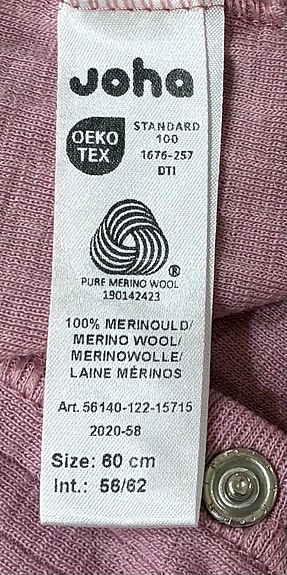 Joha
OEKO
TEX
STANDARD
100
1676-257
DTI
®
PURE MERINO WOOL
190142423
100% MERINOULD/
MERINO WOOL/
MERINOWOLLE/
LAINE MÉRINOS
Art. 56140-122-15715
2020-58
Size: 60 cm
Int.: 56/62